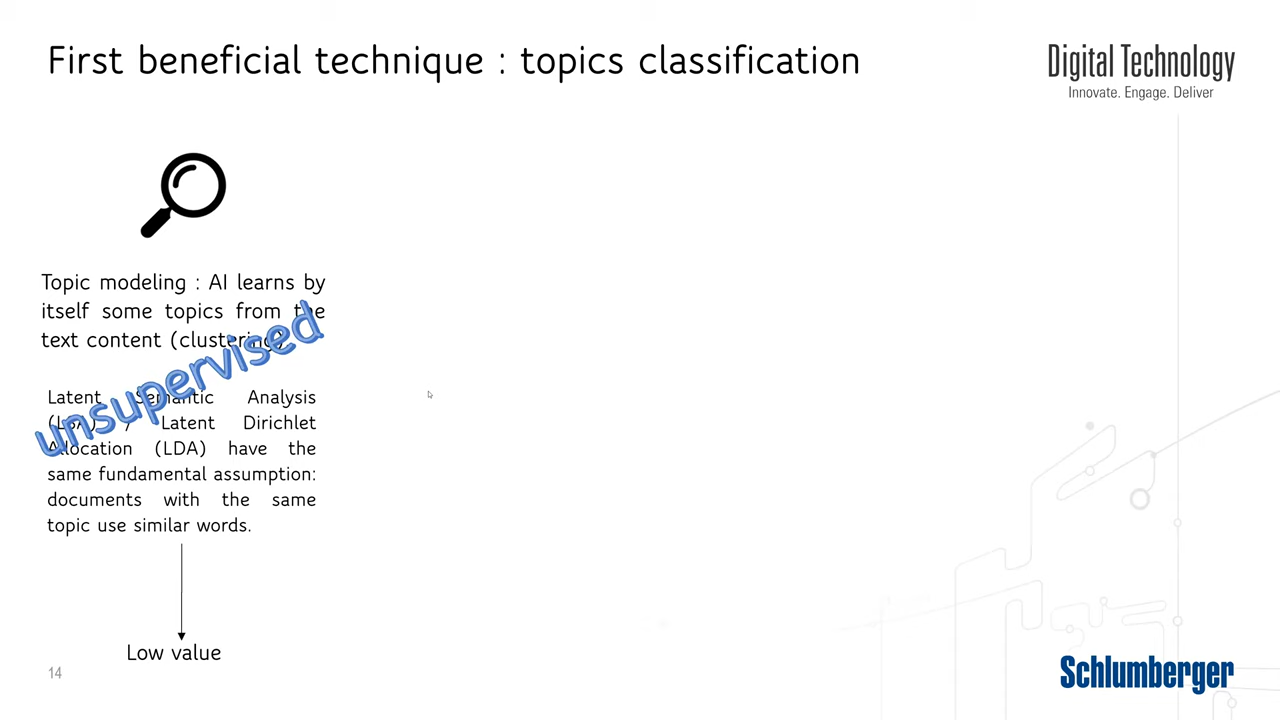 First beneficial technique : topics classification
Digital Technology
Innovate. Engage. Deliver
Topic modeling : AI learns by
itself some topics from the
text content (clustering).
unsupervised
Latent Semantic Analysis
(LSA) / Latent Dirichlet
Allocation (LDA) have the
same fundamental assumption:
documents with the same
topic use similar words.
Low value
14
Schlumberger